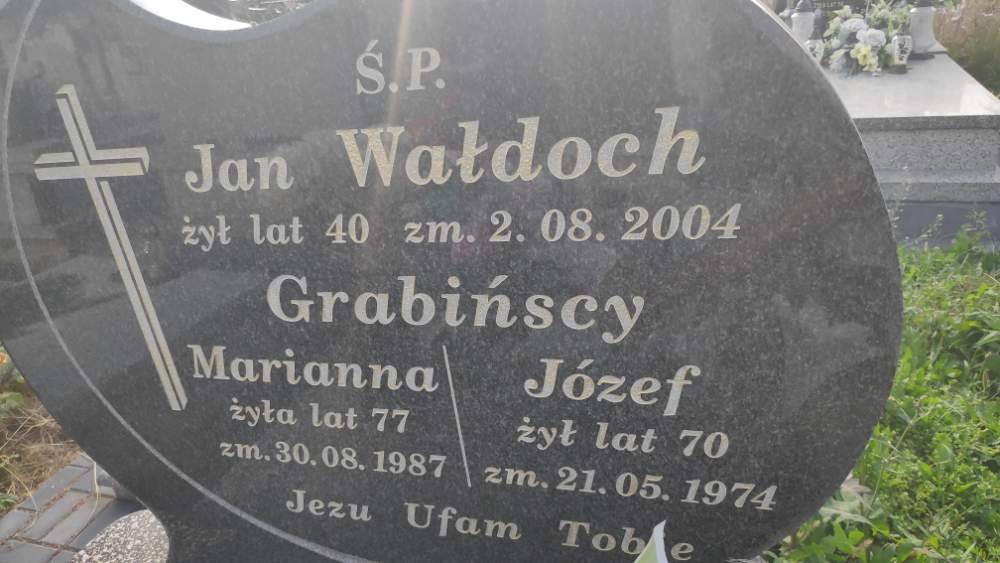 Ś.P.
Jan Wałdoch
żył lat 40 zm. 2. 08. 2004
Grabińscy
Marianna
żyła lat 77
zm. 30. 08. 1987
Józef
żył lat 70
zm. 21. 05. 1974
Jezu Ufam Tobie